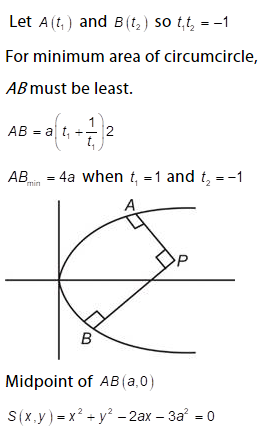 Let A(t₁) and B(t₂) so t₁t₂ = −1
For minimum area of circumcircle,
AB must be least.
AB = a(t₁ + 1/t₁)2
AB_min = 4a when t₁ = 1 and t₂ = −1
A
P
B
Midpoint of AB(a,0)
S(x,y) = x² + y² − 2ax − 3a² = 0